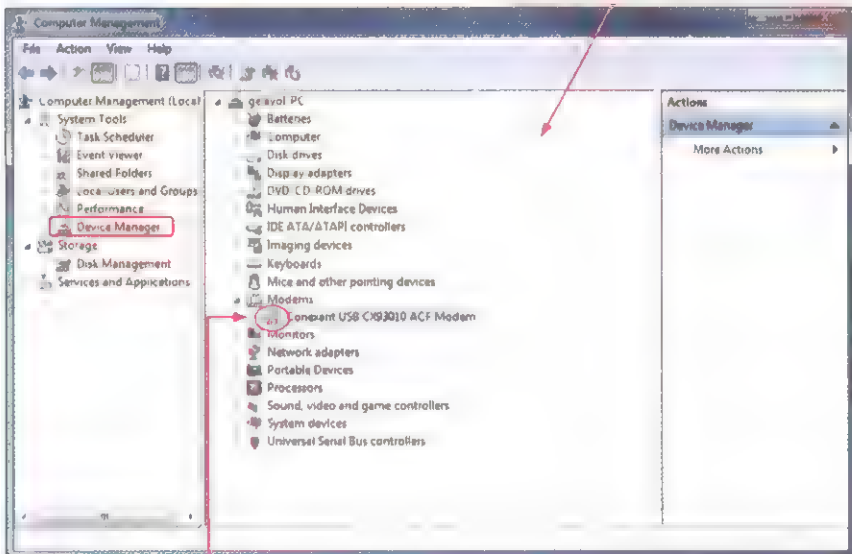 Computer Management
File Action View Help
Computer Management (Local
System Tools
Task Scheduler
Event Viewer
Shared Folders
Local Users and Groups
Performance
Device Manager
Storage
Disk Management
Services and Applications
PC
Batteries
Computer
Disk drives
Display adapters
DVD/CD-ROM drives
Human Interface Devices
IDE ATA/ATAPI controllers
Imaging devices
Keyboards
Mice and other pointing devices
Modems
Conexant USB CX93010 ACF Modem
Monitors
Network adapters
Portable Devices
Processors
Sound, video and game controllers
System devices
Universal Serial Bus controllers
Actions
Device Manager
More Actions